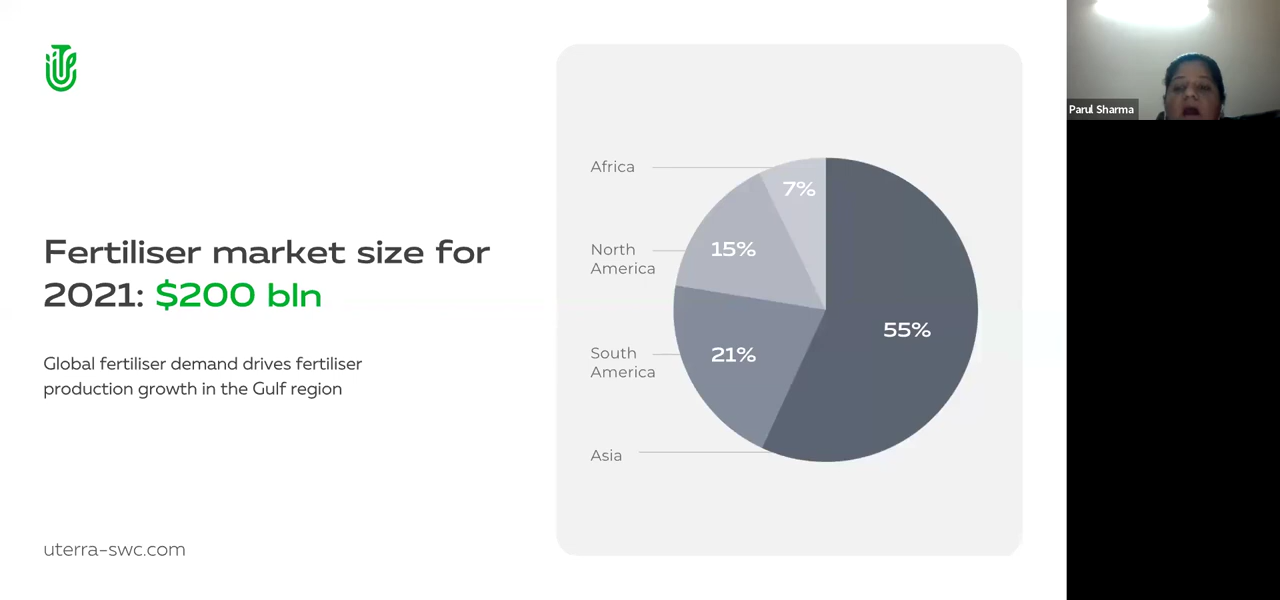 Fertiliser market size for
2021: $200 bln
Global fertiliser demand drives fertiliser
production growth in the Gulf region
uterra-swc.com
Africa
7%
North
America
15%
South
America
21%
Asia
55%
Parul Sharma